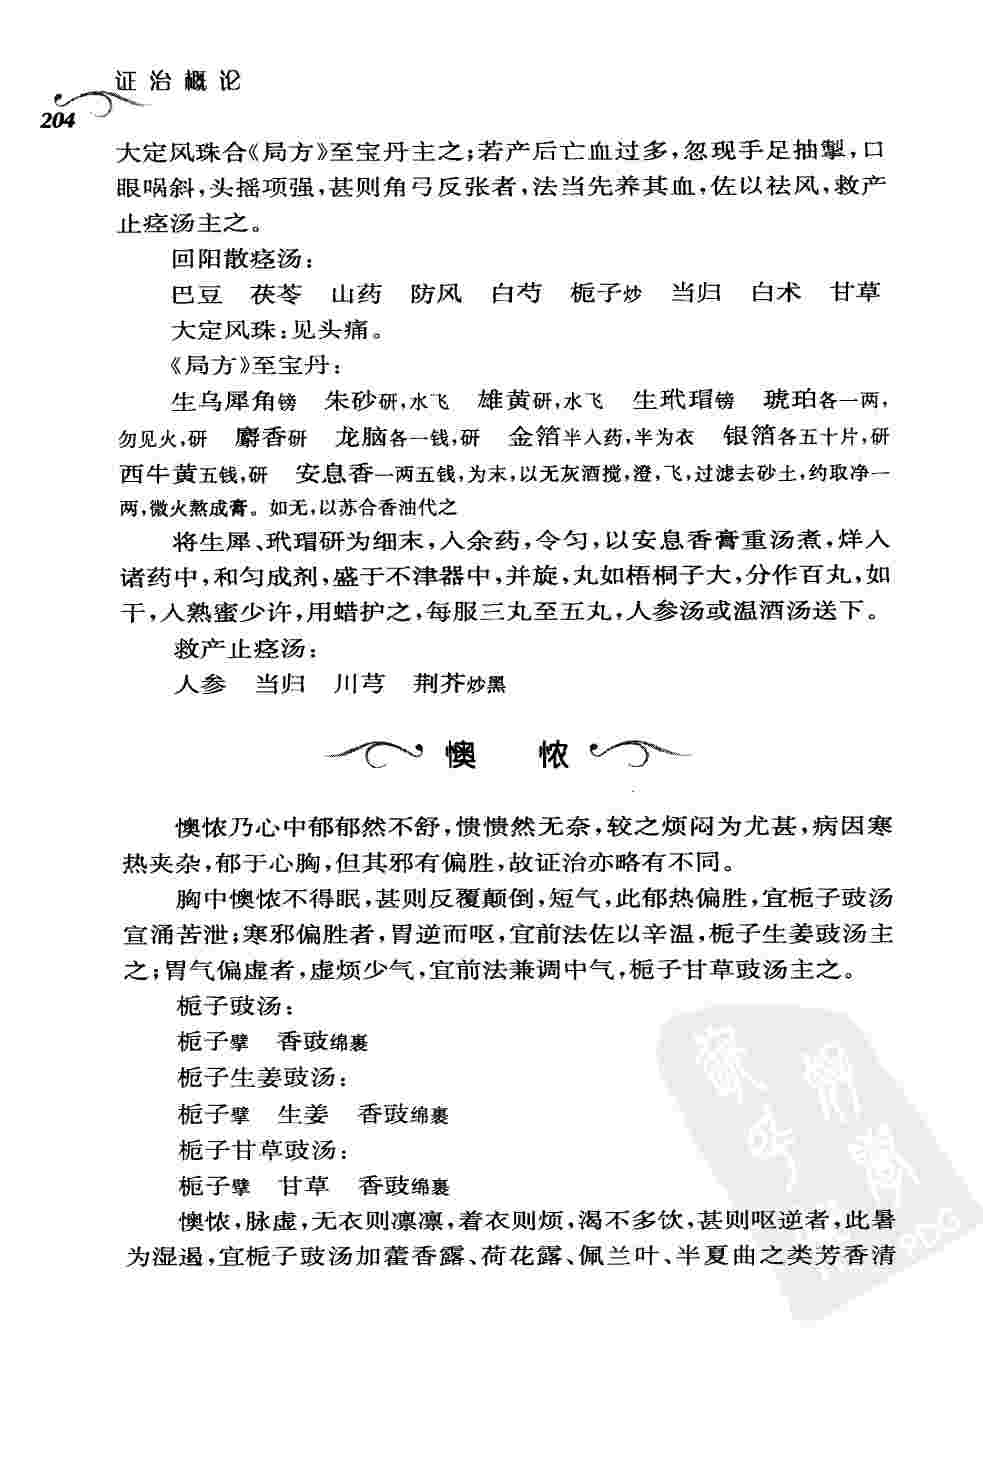 证治概论
204
大定风珠合《局方》至宝丹主之;若产后亡血过多,忽现手足抽掣,口
眼㖞斜,头摇项强,甚则角弓反张者,法当先养其血,佐以祛风,救产
止痉汤主之。
回阳散痉汤:
巴豆 茯苓 山药 防风 白芍 栀子炒 当归 白术 甘草
大定风珠:见头痛。
《局方》至宝丹:
生乌犀角镑 朱砂研,水飞 雄黄研,水飞 生玳瑁镑 琥珀各一两,
勿见火,研 麝香研 龙脑各一钱,研 金箔半入药,半为衣 银箔各五十片,研
西牛黄五钱,研 安息香一两五钱,为末,以无灰酒搅,澄,飞,过滤去砂土,约取净一
两,微火熬成膏。如无,以苏合香油代之
将生犀、玳瑁研为细末,入余药,令匀,以安息香膏重汤煮,烊入
诸药中,和匀成剂,盛于不津器中,并旋,丸如梧桐子大,分作百丸,如
干,入熟蜜少许,用蜡护之,每服三丸至五丸,人参汤或温酒汤送下。
救产止痉汤:
人参 当归 川芎 荆芥炒黑
懊 憹
懊憹乃心中郁郁然不舒,愦愦然无奈,较之烦闷为尤甚,病因寒
热夹杂,郁于心胸,但其邪有偏胜,故证治亦略有不同。
胸中懊憹不得眠,甚则反覆颠倒,短气,此郁热偏胜,宜栀子豉汤
宣涌苦泄;寒邪偏胜者,胃逆而呕,宜前法佐以辛温,栀子生姜豉汤主
之;胃气偏虚者,虚烦少气,宜前法兼调中气,栀子甘草豉汤主之。
栀子豉汤:
栀子擘 香豉绵裹
栀子生姜豉汤:
栀子擘 生姜 香豉绵裹
栀子甘草豉汤:
栀子擘 甘草 香豉绵裹
懊憹,脉虚,无衣则凛凛,着衣则烦,渴不多饮,甚则呕逆者,此暑
为湿遏,宜栀子豉汤加藿香露、荷花露、佩兰叶、半夏曲之类芳香清